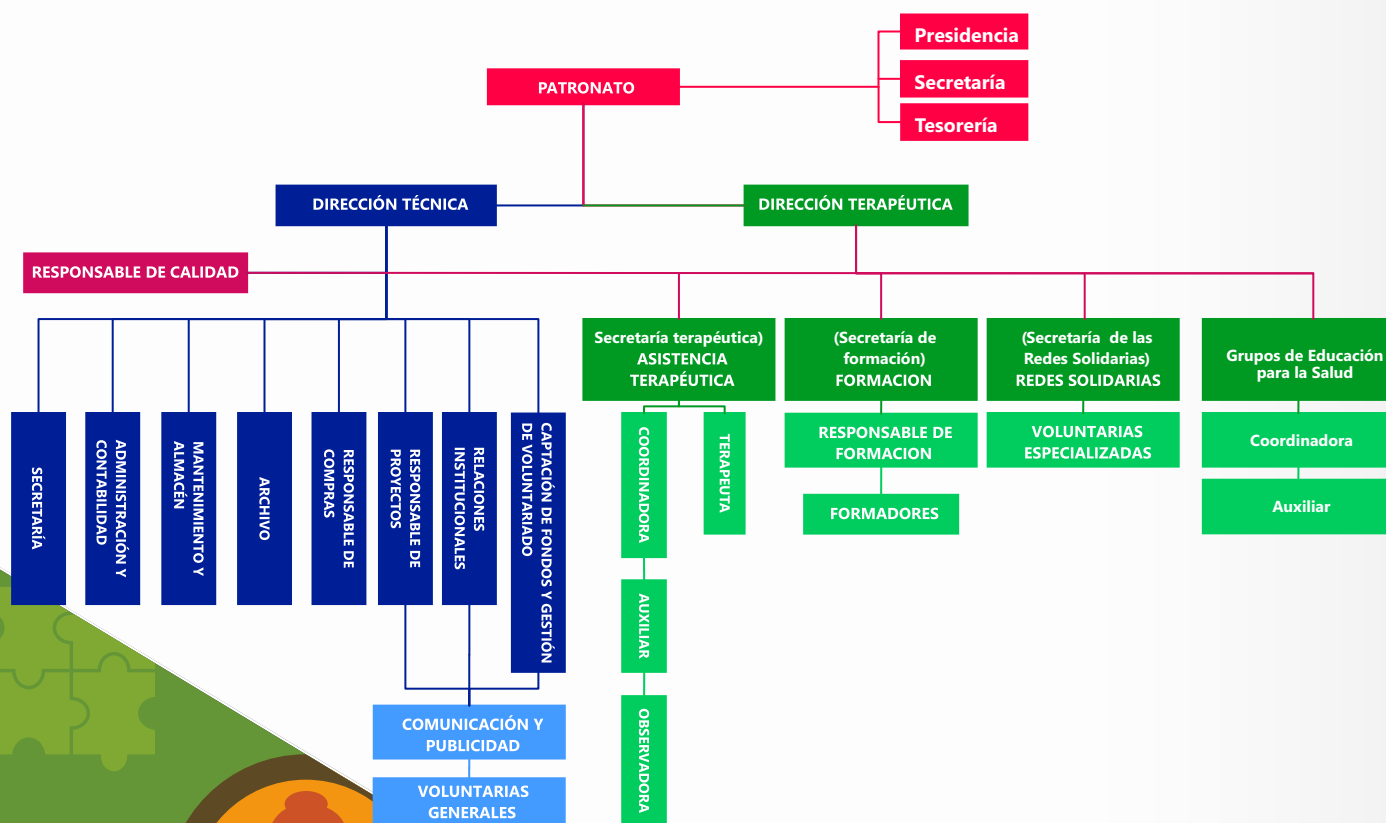 Presidencia
PATRONATO
Secretaría
Tesorería
DIRECCIÓN TÉCNICA
DIRECCIÓN TERAPÉUTICA
RESPONSABLE DE CALIDAD
Secretaría terapéutica)
ASISTENCIA
TERAPÉUTICA
(Secretaría de
formación)
FORMACION
(Secretaría de las
Redes Solidarias)
REDES SOLIDARIAS
Grupos de Educación
para la Salud
SECRETARÍA
ADMINISTRACIÓN Y
CONTABILIDAD
MANTENIMIENTO Y
ALMACÉN
ARCHIVO
RESPONSABLE DE
COMPRAS
RESPONSABLE DE
PROYECTOS
RELACIONES
INSTITUCIONALES
CAPTACIÓN DE FONDOS Y GESTIÓN
DE VOLUNTARIADO
COORDINADORA
TERAPEUTA
RESPONSABLE DE
FORMACION
VOLUNTARIAS
ESPECIALIZADAS
Coordinadora
FORMADORES
Auxiliar
AUXILIAR
OBSERVADORA
COMUNICACIÓN Y
PUBLICIDAD
VOLUNTARIAS
GENERALES